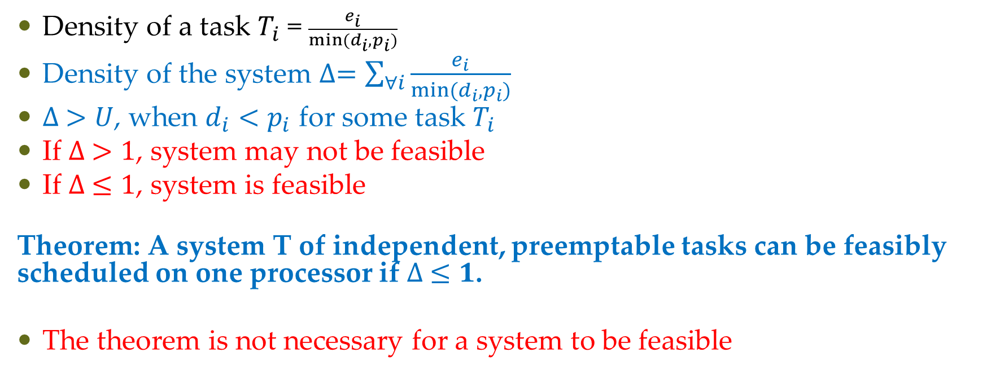 • Density of a task $T_i = \frac{e_i}{\min(d_i, p_i)}$
• Density of the system $\Delta = \sum_{\forall i} \frac{e_i}{\min(d_i, p_i)}$
• $\Delta > U$, when $d_i < p_i$ for some task $T_i$
• If $\Delta > 1$, system may not be feasible
• If $\Delta \leq 1$, system is feasible
Theorem: A system T of independent, preemptable tasks can be feasibly
scheduled on one processor if $\Delta \leq 1$.
• The theorem is not necessary for a system to be feasible